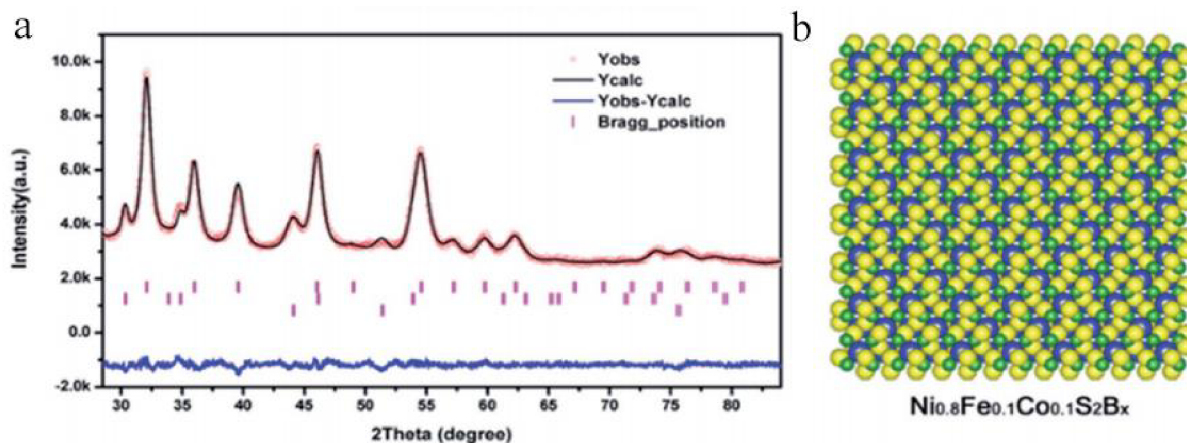 a
10.0k
8.0k
6.0k
4.0k
2.0k
0.0
-2.0k
Intensity(a.u.)
Yobs
Ycalc
Yobs-Ycalc
Bragg_position
30 35 40 45 50 55 60 65 70 75 80
2Theta (degree)
b
Ni0.8Fe0.1Co0.1S2Bx